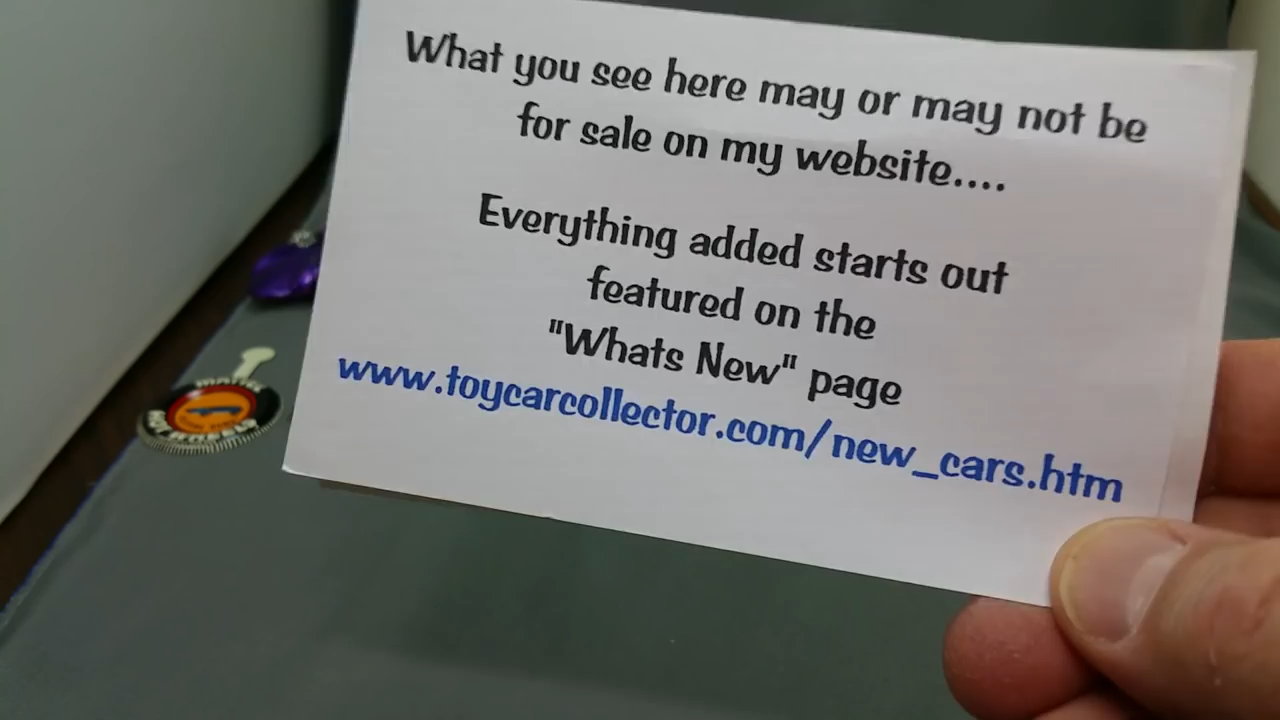 What you see here may or may not be
for sale on my website....
Everything added starts out
featured on the
"Whats New" page
www.toycarcollector.com/new_cars.htm